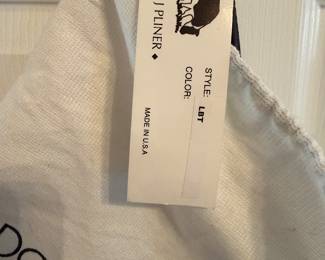 J PLINER
STYLE: LBT
COLOR:
MADE IN U.S.A